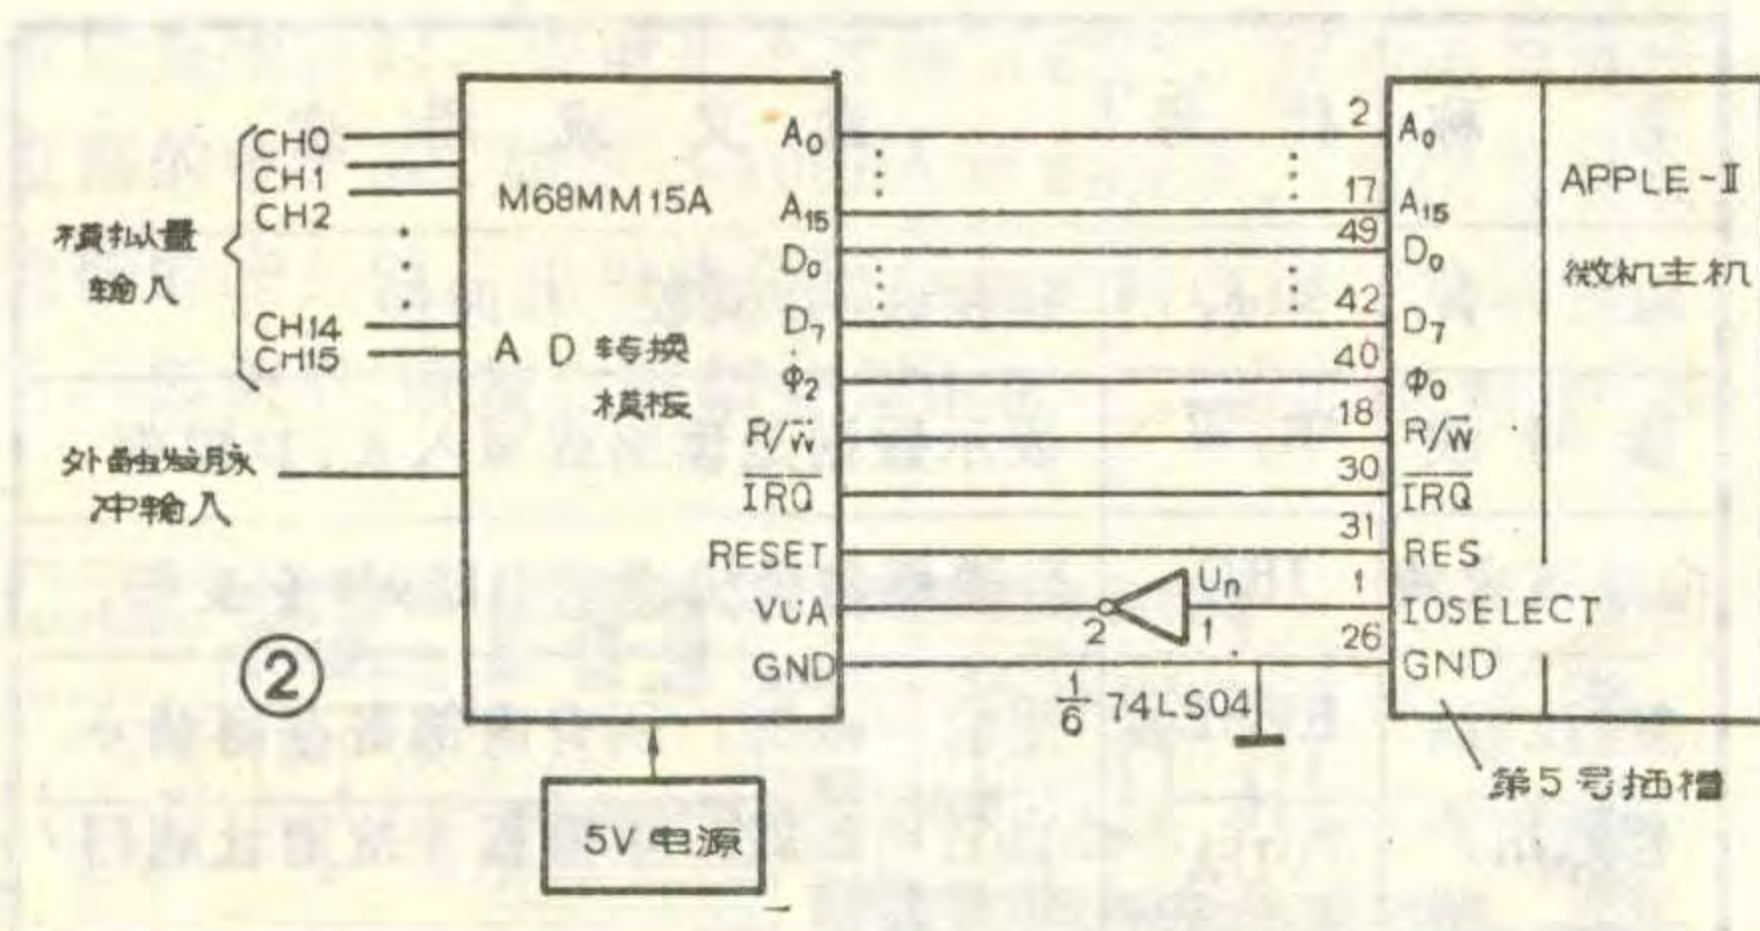 CH0
CH1
CH2
CH14
CH15
模拟量
输入
外部触发脉
冲输入
M68MM15A
A D 转换
模板
A₀
A₁₅
D₀
D₇
Φ₂
R/W̅
I̅R̅Q̅
RESET
VUA
GND
2
17
49
42
40
18
30
31
1
26
Uₙ
2
1
1/6 74LS04
A₀
A₁₅
D₀
D₇
Φ₀
R/W̅
I̅R̅Q̅
RES
IOSELECT
GND
APPLE-Ⅱ
微机主机
第5号插槽
5V 电源
②